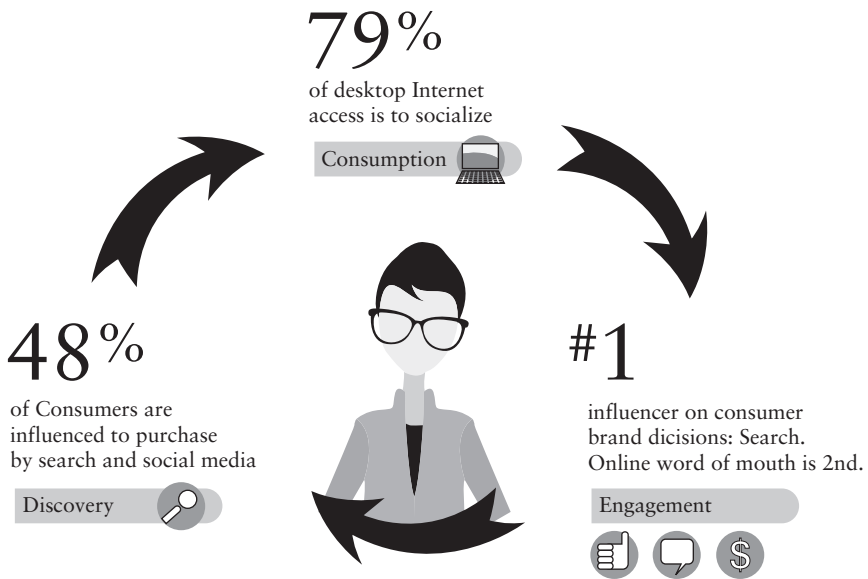 79%
of desktop Internet
access is to socialize
Consumption
48%
of Consumers are
influenced to purchase
by search and social media
Discovery
#1
influencer on consumer
brand dicisions: Search.
Online word of mouth is 2nd.
Engagement
$